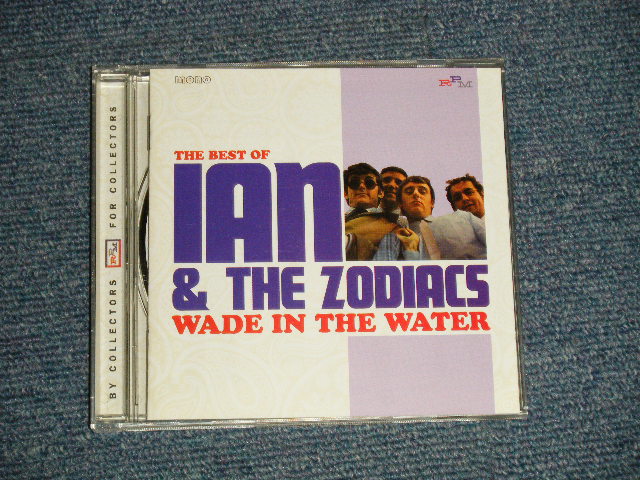 MONO
RPM
THE BEST OF
IAN
& THE ZODIACS
WADE IN THE WATER
BY COLLECTORS RPM FOR COLLECTORS